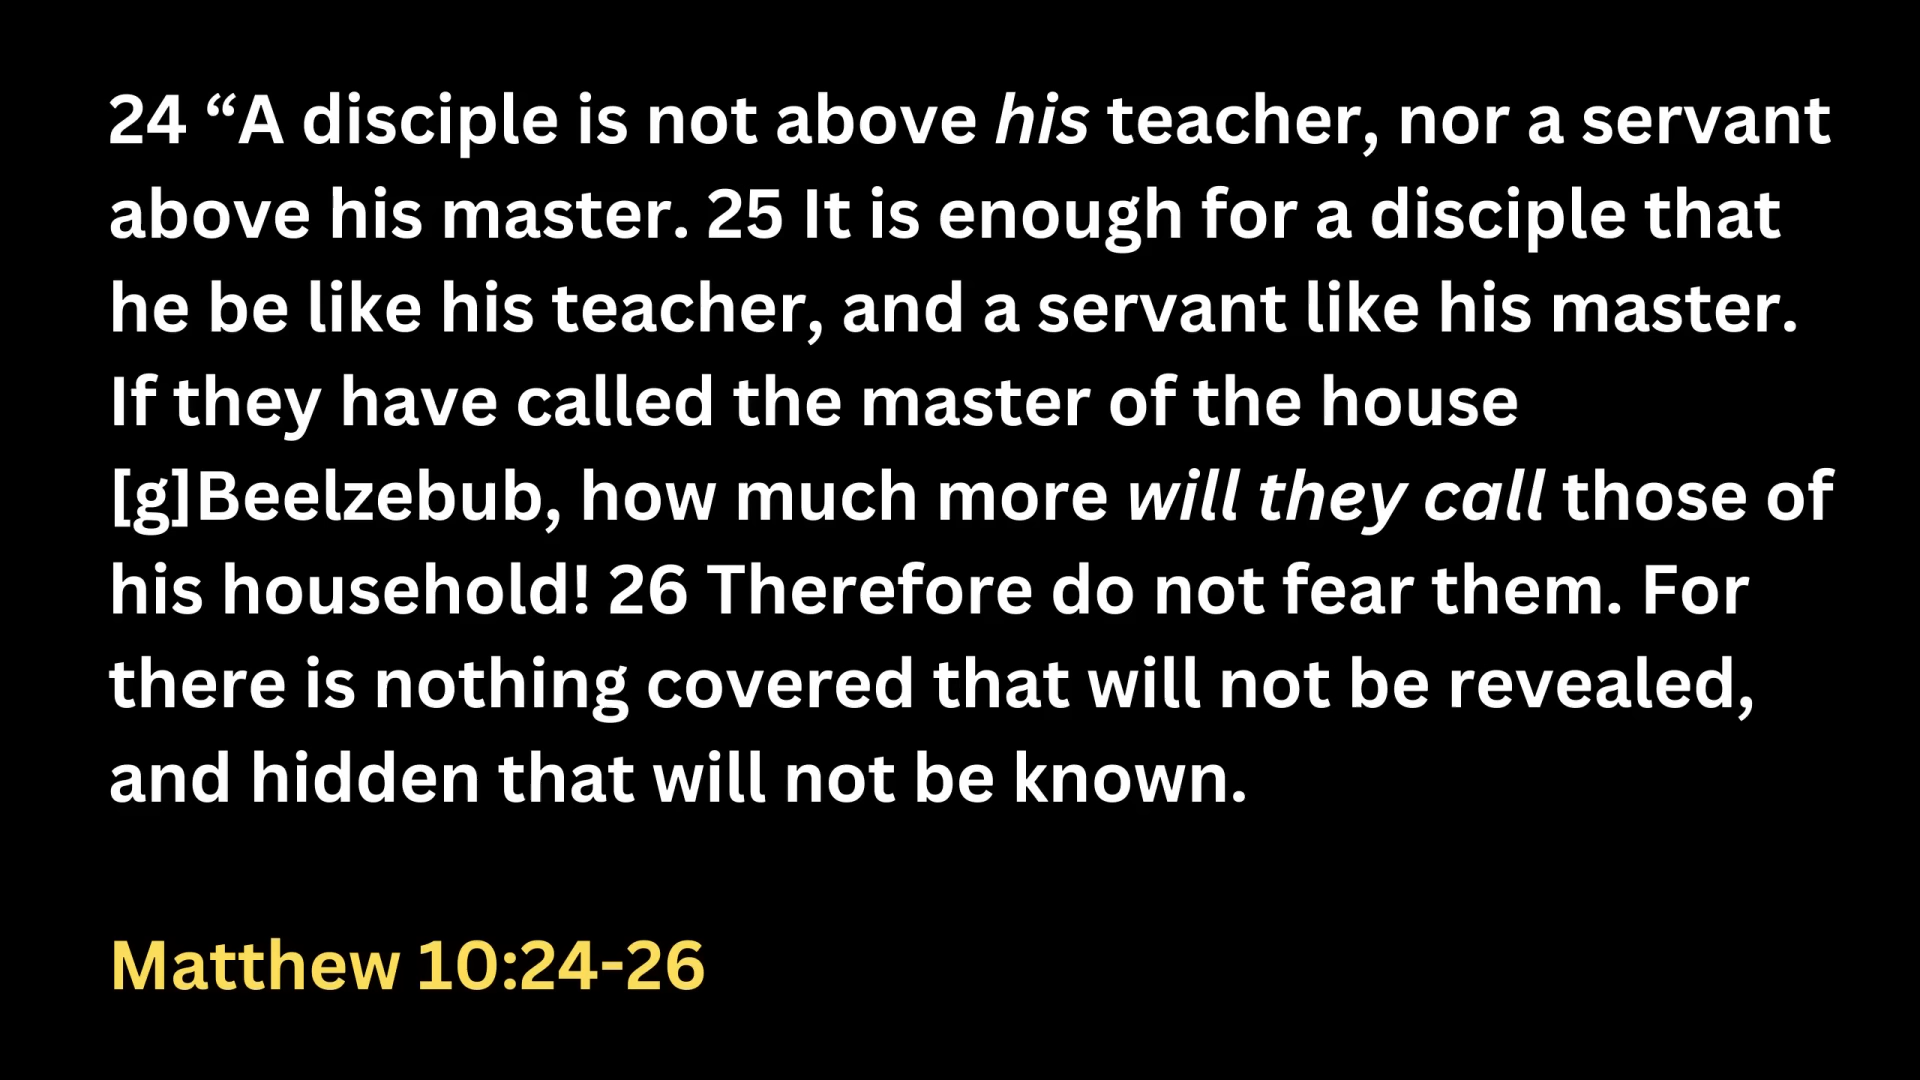 24 “A disciple is not above his teacher, nor a servant
above his master. 25 It is enough for a disciple that
he be like his teacher, and a servant like his master.
If they have called the master of the house
[g]Beelzebub, how much more will they call those of
his household! 26 Therefore do not fear them. For
there is nothing covered that will not be revealed,
and hidden that will not be known.
Matthew 10:24-26